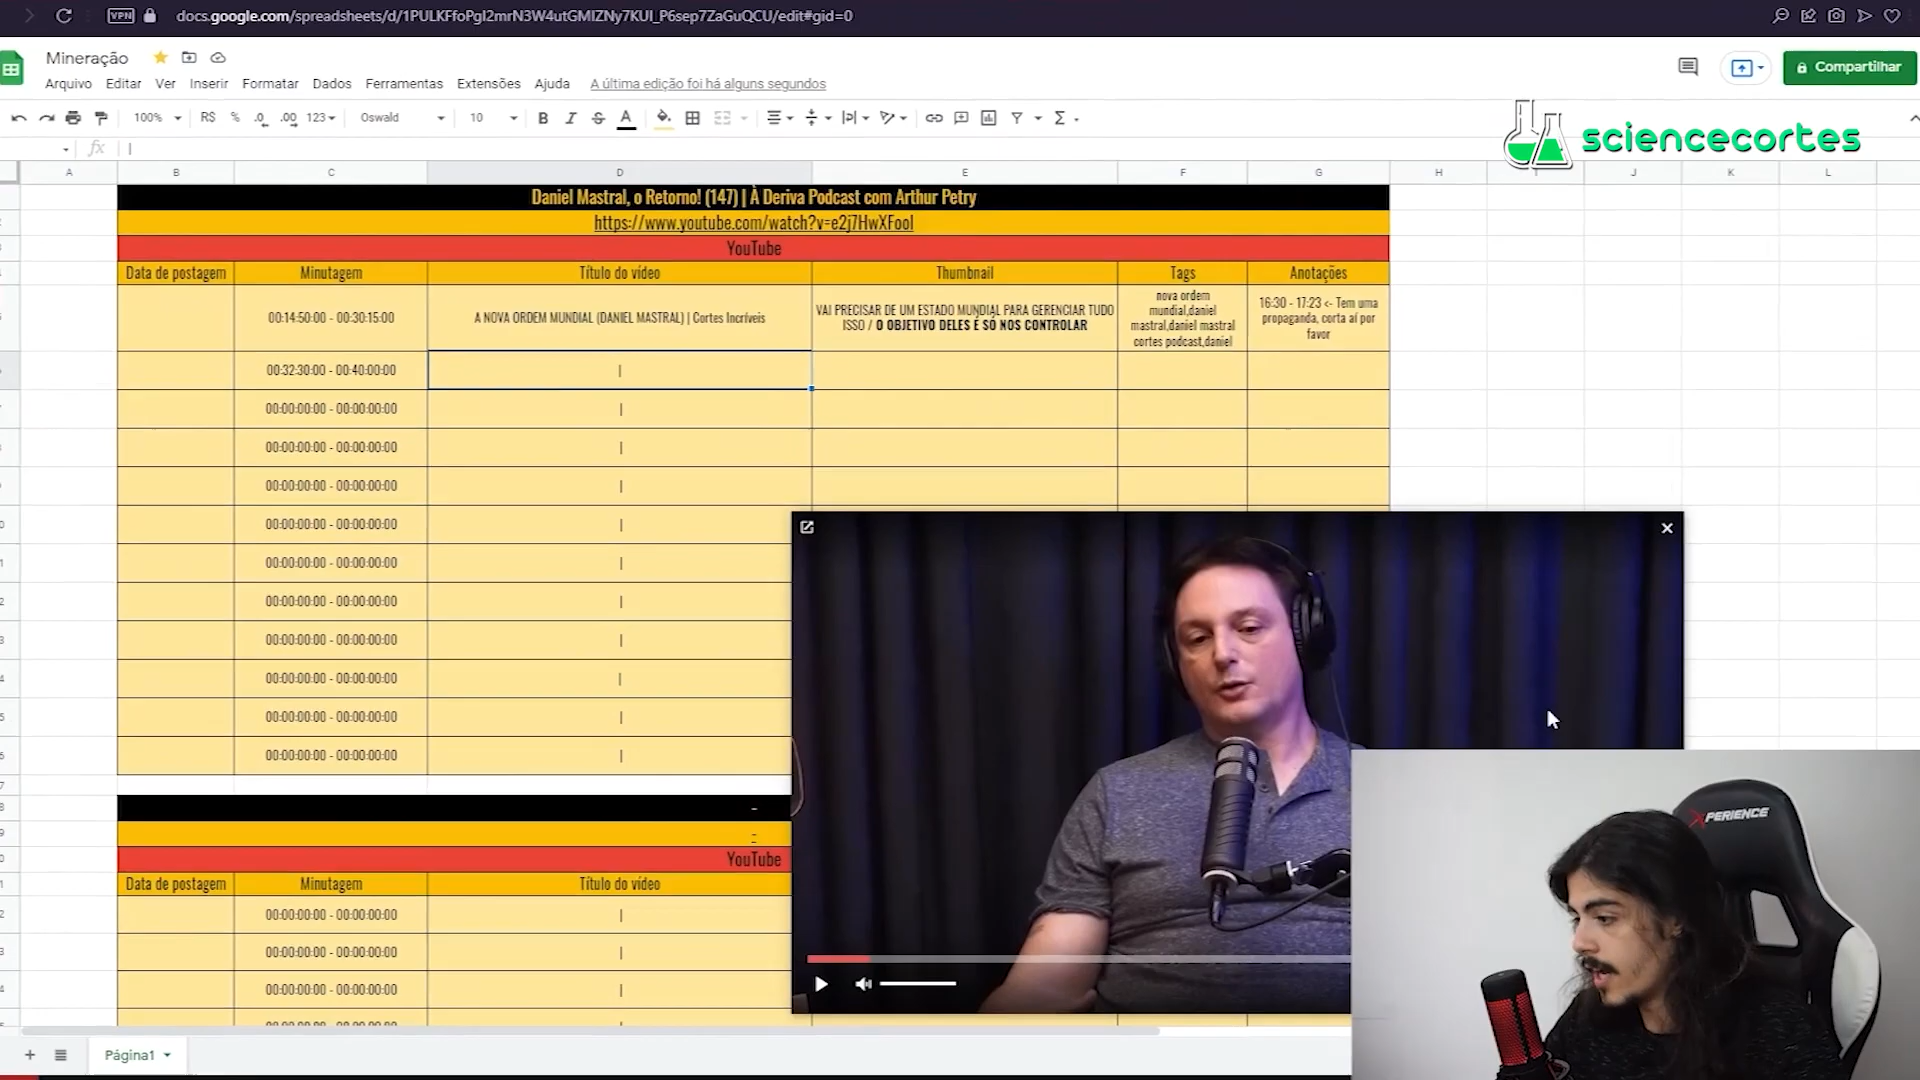 VPN
docs.google.com/spreadsheets/d/1PULKFfoPgI2mrN3W4utGMlZNy7KUI_P6sep7ZaGuQCU/edit#gid=0
Mineração
Arquivo Editar Ver Inserir Formatar Dados Ferramentas Extensões Ajuda A última edição foi há alguns segundos
Compartilhar
100% R$ % .0 .00 123 Oswald 10
sciencecortes
fx |
A B C D E F G H I J K L
Daniel Mastral, o Retorno! (147) | À Deriva Podcast com Arthur Petry
https://www.youtube.com/watch?v=e2j7HwXFooI
YouTube
Data de postagem Minutagem Título do vídeo Thumbnail Tags Anotações
00:14:50:00 - 00:30:15:00
A NOVA ORDEM MUNDIAL (DANIEL MASTRAL) | Cortes Incríveis
VAI PRECISAR DE UM ESTADO MUNDIAL PARA GERENCIAR TUDO
ISSO / O OBJETIVO DELES É SÓ NOS CONTROLAR
nova ordem
mundial,daniel
mastral,daniel mastral
cortes podcast,daniel
16:30 - 17:23 <- Tem uma
propaganda, corta aí por
favor
00:32:30:00 - 00:40:00:00 |
00:00:00:00 - 00:00:00:00 |
00:00:00:00 - 00:00:00:00 |
00:00:00:00 - 00:00:00:00 |
00:00:00:00 - 00:00:00:00 |
00:00:00:00 - 00:00:00:00 |
00:00:00:00 - 00:00:00:00 |
00:00:00:00 - 00:00:00:00 |
00:00:00:00 - 00:00:00:00 |
00:00:00:00 - 00:00:00:00 |
00:00:00:00 - 00:00:00:00 |
-
-
YouTube
Data de postagem Minutagem Título do vídeo
00:00:00:00 - 00:00:00:00 |
00:00:00:00 - 00:00:00:00 |
00:00:00:00 - 00:00:00:00 |
XPERIENCE
Página1